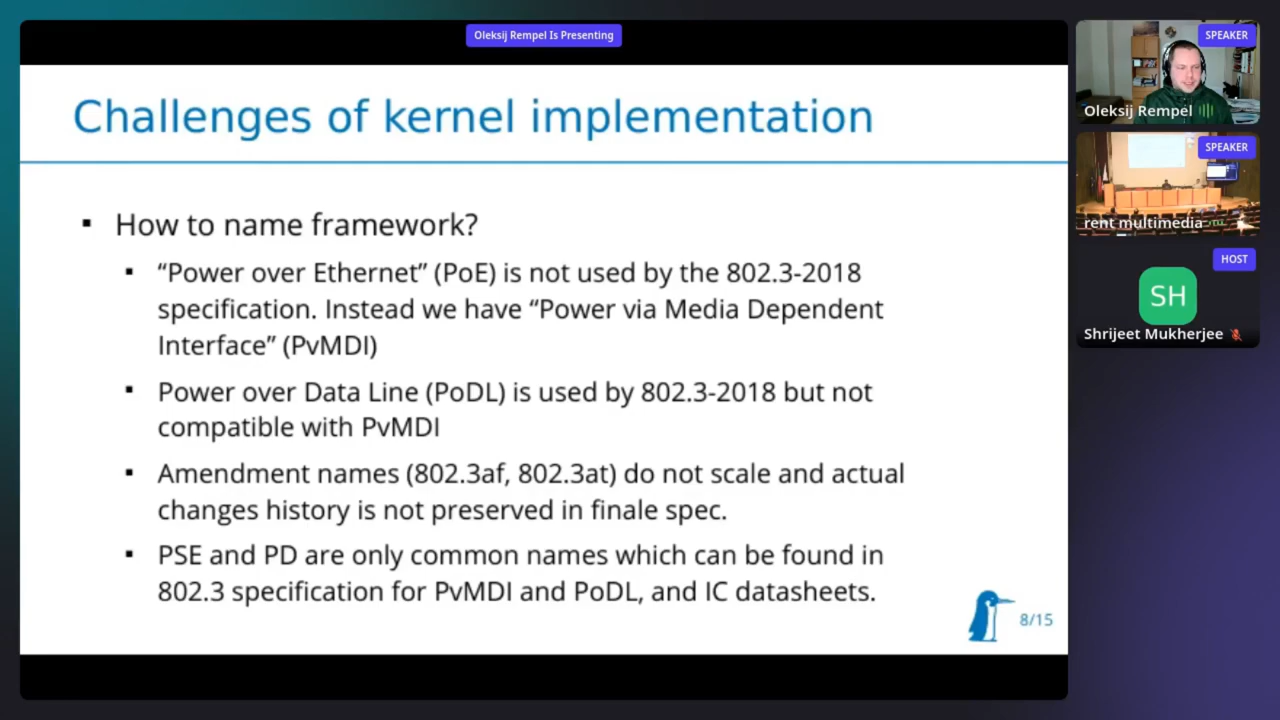 Oleksij Rempel Is Presenting
Challenges of kernel implementation
How to name framework?
“Power over Ethernet” (PoE) is not used by the 802.3-2018
specification. Instead we have “Power via Media Dependent
Interface” (PvMDI)
Power over Data Line (PoDL) is used by 802.3-2018 but not
compatible with PvMDI
Amendment names (802.3af, 802.3at) do not scale and actual
changes history is not preserved in finale spec.
PSE and PD are only common names which can be found in
802.3 specification for PvMDI and PoDL, and IC datasheets.
8/15
SPEAKER
Oleksij Rempel
SPEAKER
rent multimedia
HOST
SH
Shrijeet Mukherjee